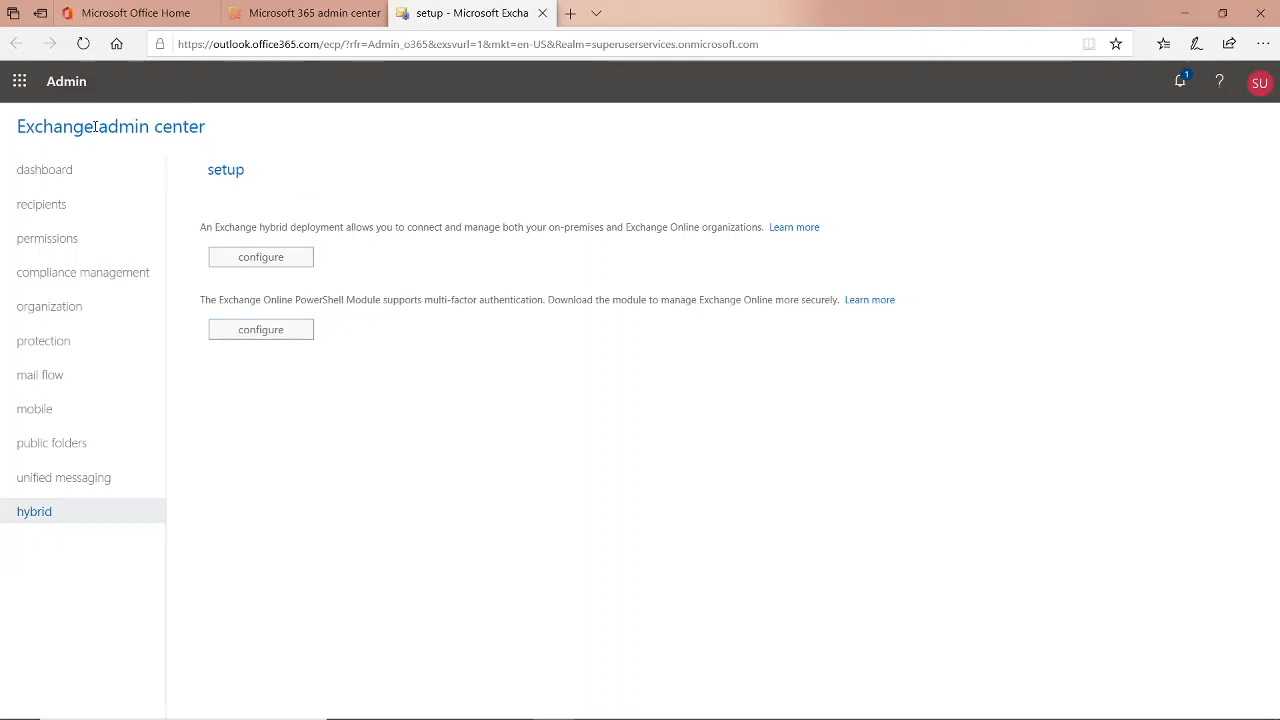 Microsoft Office Home
Microsoft 365 admin center
setup - Microsoft Excha
https://outlook.office365.com/ecp/?rfr=Admin_o365&exsvurl=1&mkt=en-US&Realm=superuserservices.onmicrosoft.com
Admin
1
?
SU
Exchange admin center
dashboard
recipients
permissions
compliance management
organization
protection
mail flow
mobile
public folders
unified messaging
hybrid
setup
An Exchange hybrid deployment allows you to connect and manage both your on-premises and Exchange Online organizations. Learn more
configure
The Exchange Online PowerShell Module supports multi-factor authentication. Download the module to manage Exchange Online more securely. Learn more
configure